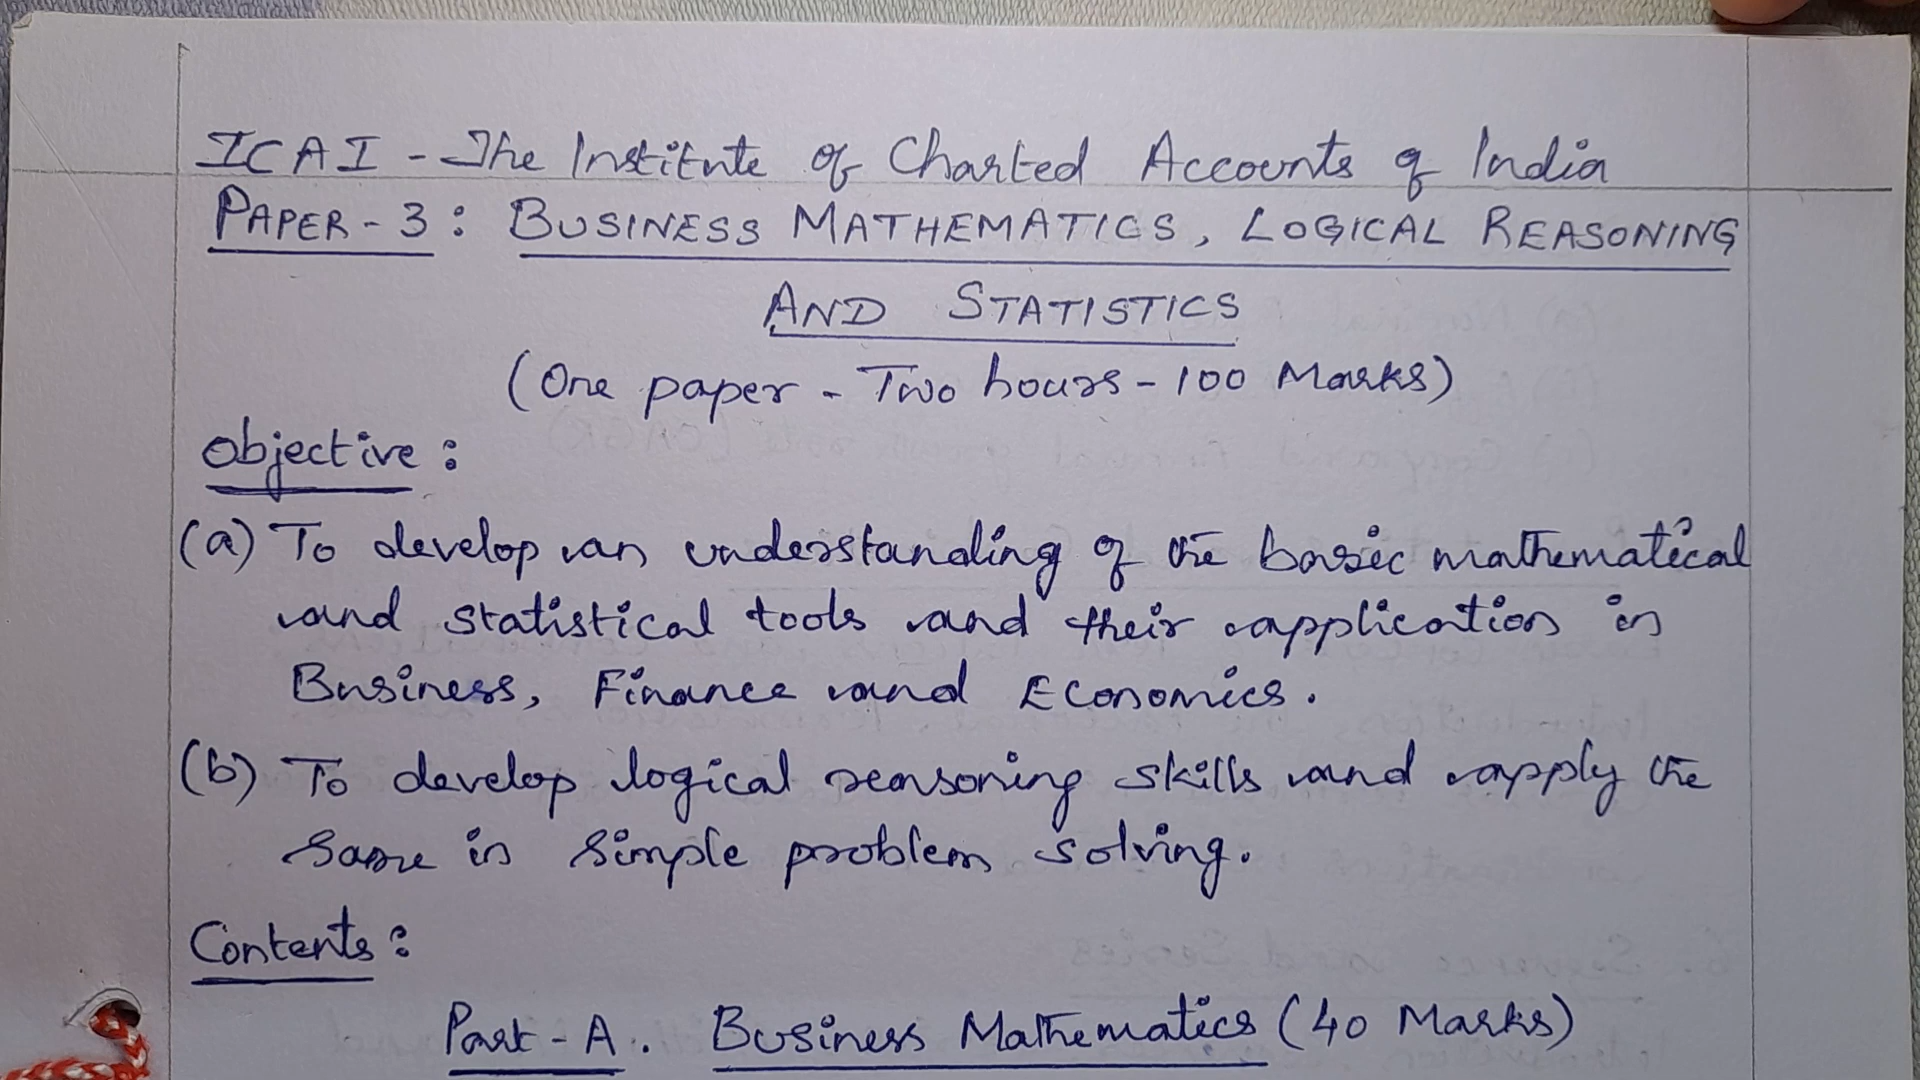 ICAI - The Institute of Charted Accounts of India
PAPER - 3 : BUSINESS MATHEMATICS, LOGICAL REASONING
AND STATISTICS
(One paper - Two hours - 100 Marks)
Objective :
(a) To develop an understanding of the basic mathematical
and statistical tools and their application in
Business, Finance and Economics.
(b) To develop logical reasoning skills and apply the
same in simple problem solving.
Contents :
Part - A. Business Mathematics (40 Marks)